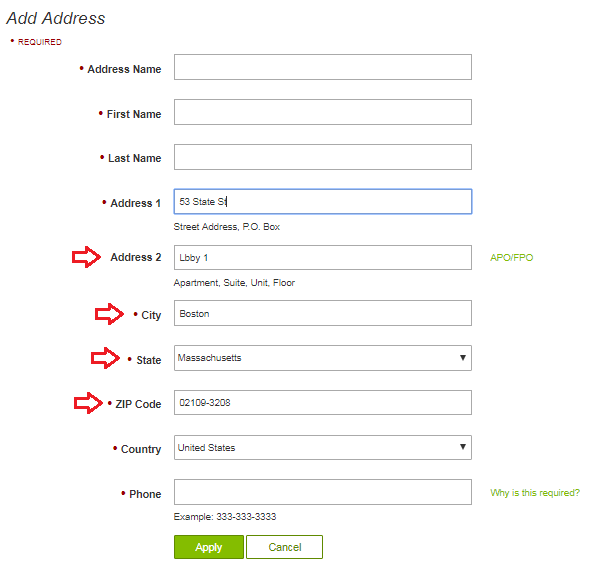 Add Address
• REQUIRED
• Address Name
• First Name
• Last Name
• Address 1 53 State St
Street Address, P.O. Box
Address 2 Lbby 1 APO/FPO
Apartment, Suite, Unit, Floor
• City Boston
• State Massachusetts
• ZIP Code 02109-3208
• Country United States
• Phone Why is this required?
Example: 333-333-3333
Apply Cancel